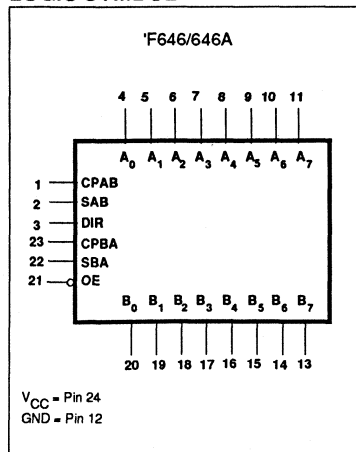 'F646/646A
4 5 6 7 8 9 10 11
A0 A1 A2 A3 A4 A5 A6 A7
1 CPAB
2 SAB
3 DIR
23 CPBA
22 SBA
21 OE
B0 B1 B2 B3 B4 B5 B6 B7
20 19 18 17 16 15 14 13
VCC = Pin 24
GND = Pin 12